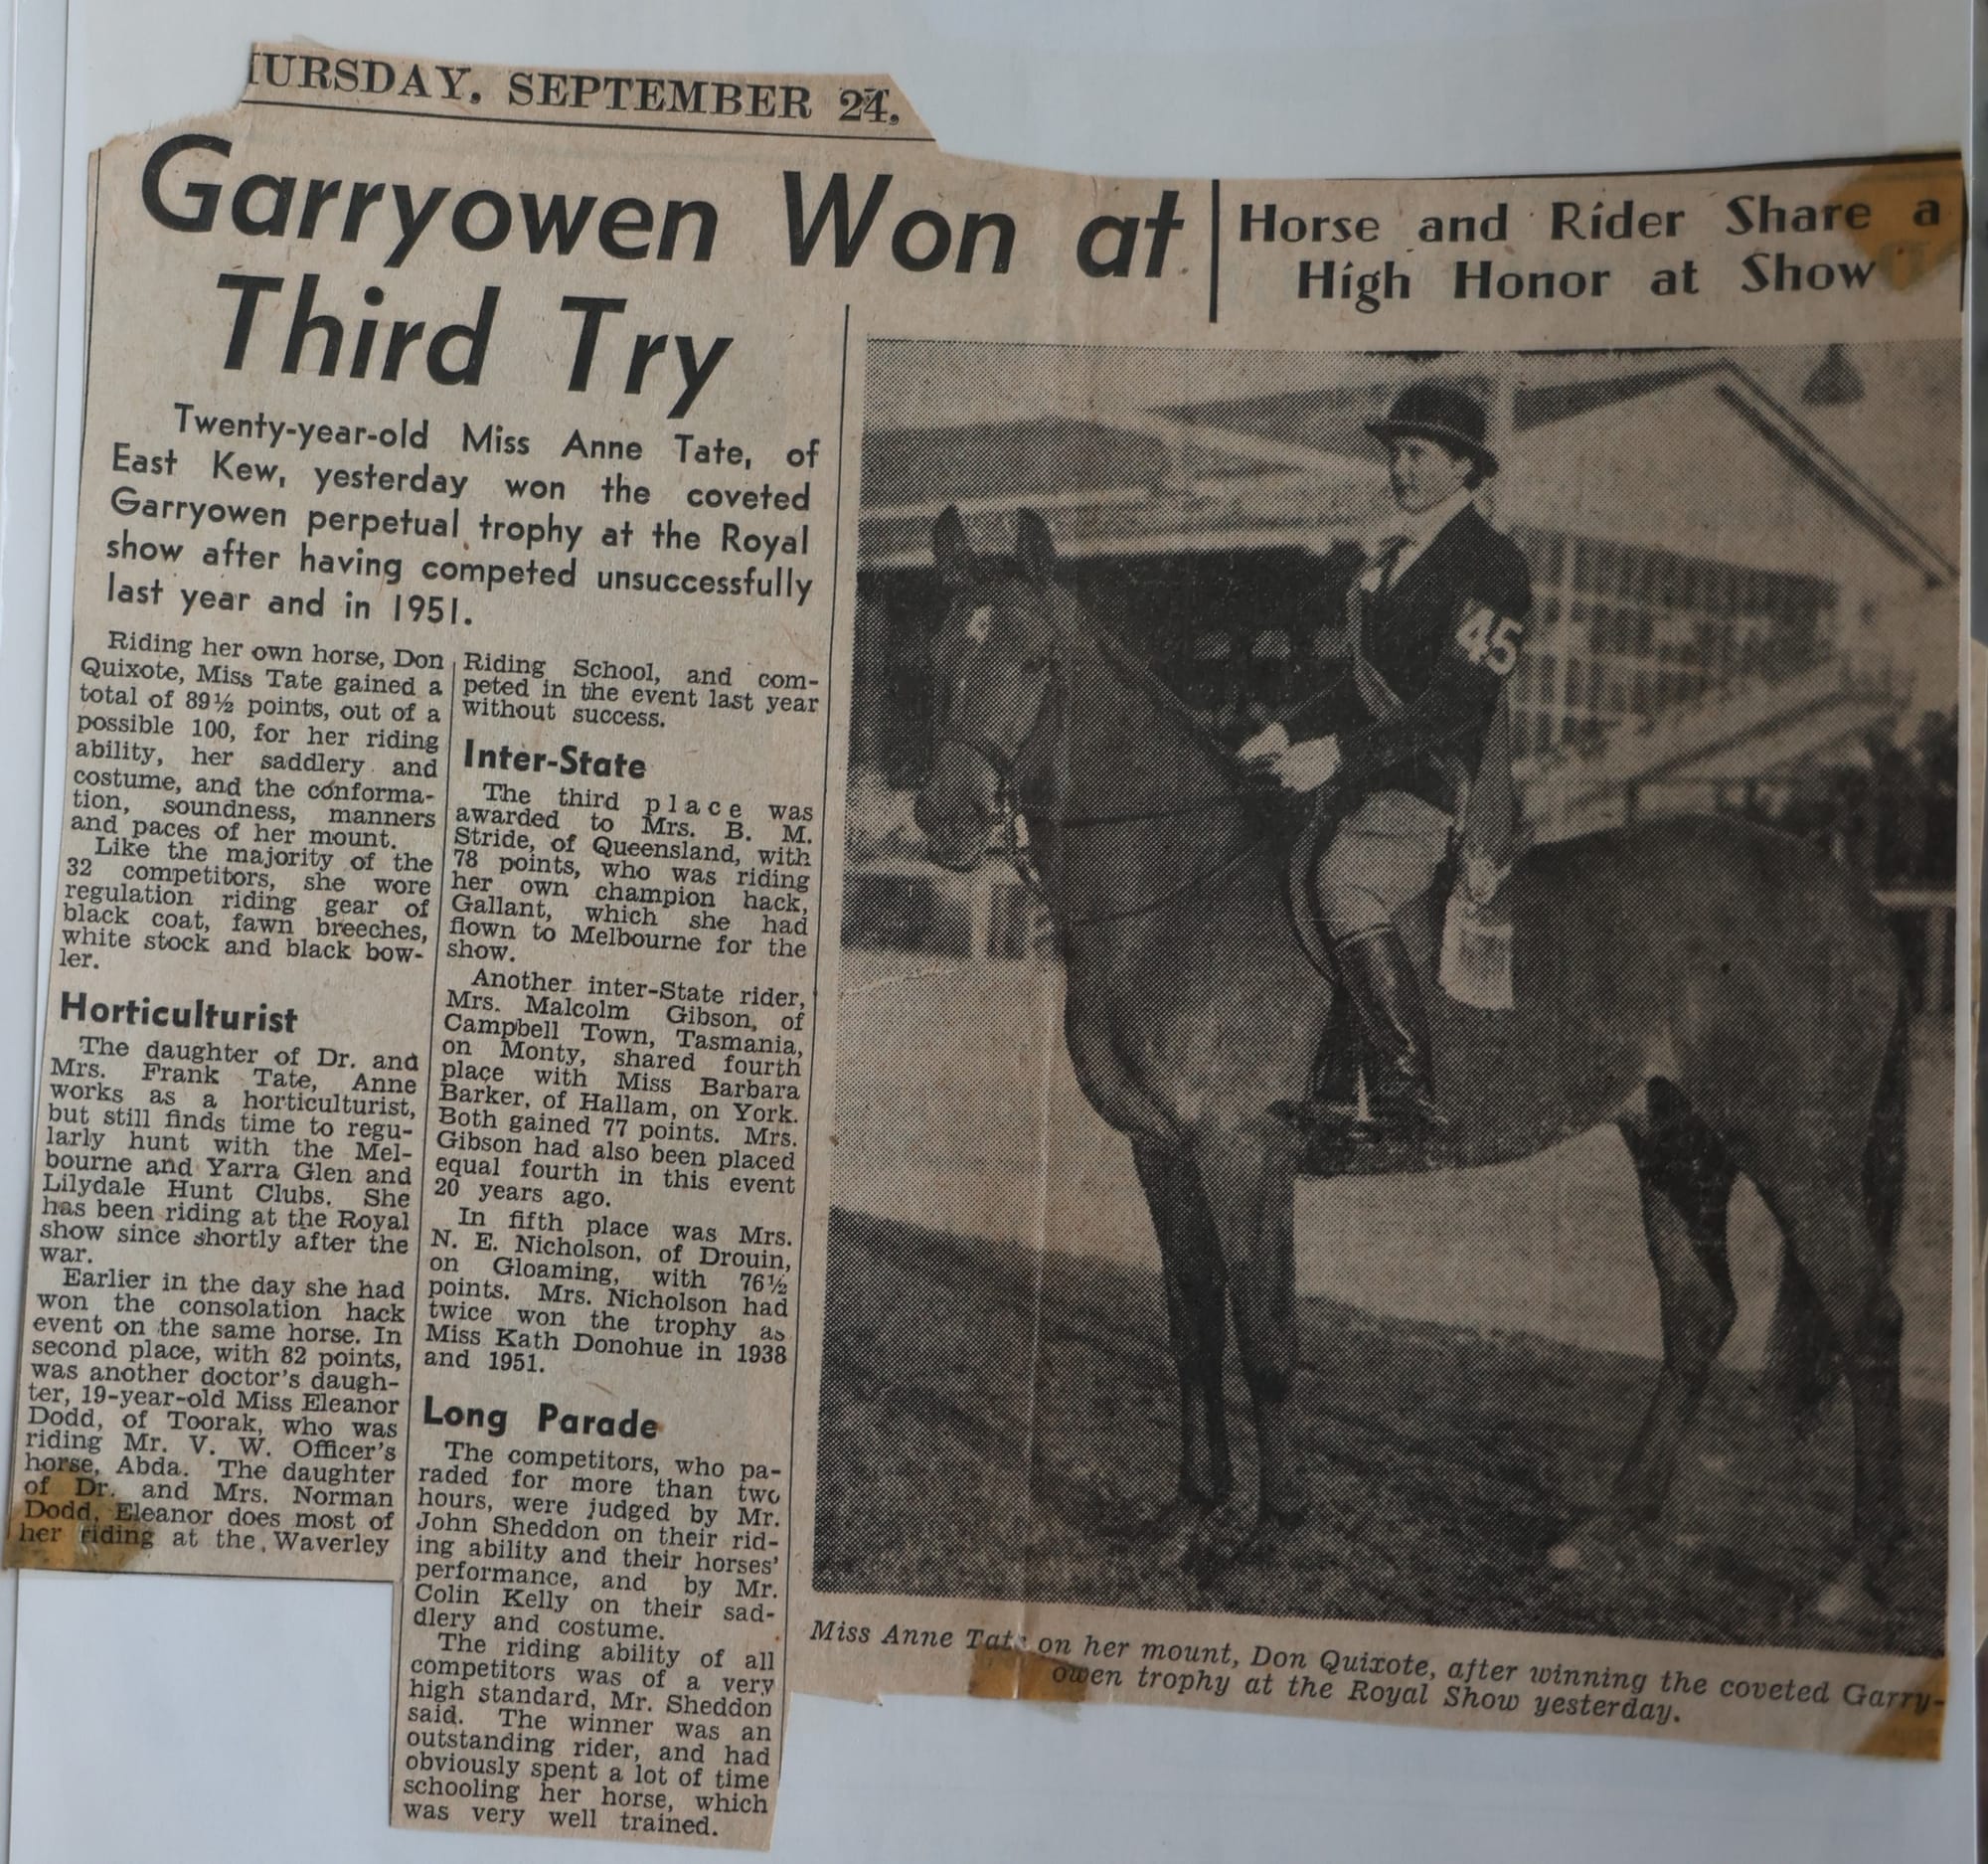 URSDAY, SEPTEMBER 24,
Garryowen Won at
Third Try
Horse and Rider Share a
High Honor at Show
Twenty-year-old Miss Anne Tate, of
East Kew, yesterday won the coveted
Garryowen perpetual trophy at the Royal
show after having competed unsuccessfully
last year and in 1951.
Riding her own horse, Don
Quixote, Miss Tate gained a
total of 89½ points, out of a
possible 100, for her riding
ability, her saddlery and
costume, and the conforma-
tion, soundness, manners
and paces of her mount.
Like the majority of the
32 competitors, she wore
regulation riding gear of
black coat, fawn breeches,
white stock and black bow-
ler.
Horticulturist
The daughter of Dr. and
Mrs. Frank Tate, Anne
works as a horticulturist,
but still finds time to regu-
larly hunt with the Mel-
bourne and Yarra Glen and
Lilydale Hunt Clubs. She
has been riding at the Royal
show since shortly after the
war.
Earlier in the day she had
won the consolation hack
event on the same horse. In
second place, with 82 points,
was another doctor's daugh-
ter, 19-year-old Miss Eleanor
Dodd, of Toorak, who was
riding Mr. V. W. Officer's
horse, Abda. The daughter
of Dr. and Mrs. Norman
Dodd, Eleanor does most of
her riding at the Waverley
Riding School, and com-
peted in the event last year
without success.
Inter-State
The third place was
awarded to Mrs. B. M.
Stride, of Queensland, with
78 points, who was riding
her own champion hack,
Gallant, which she had
flown to Melbourne for the
show.
Another inter-State rider,
Mrs. Malcolm Gibson, of
Campbell Town, Tasmania,
on Monty, shared fourth
place with Miss Barbara
Barker, of Hallam, on York.
Both gained 77 points. Mrs.
Gibson had also been placed
equal fourth in this event
20 years ago.
In fifth place was Mrs.
N. E. Nicholson, of Drouin,
on Gloaming, with 76½
points. Mrs. Nicholson had
twice won the trophy as
Miss Kath Donohue in 1938
and 1951.
Long Parade
The competitors, who pa-
raded for more than two
hours, were judged by Mr.
John Sheddon on their rid-
ing ability and their horses'
performance, and by Mr.
Colin Kelly on their sad-
dlery and costume.
The riding ability of all
competitors was of a very
high standard, Mr. Sheddon
said. The winner was an
outstanding rider, and had
obviously spent a lot of time
schooling her horse, which
was very well trained.
45
Miss Anne Tate on her mount, Don Quixote, after winning the coveted Garry-
owen trophy at the Royal Show yesterday.